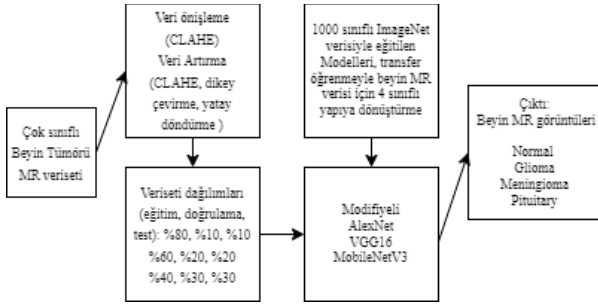 Veri önişleme
(CLAHE)
Veri Artırma
(CLAHE, dikey
çevirme, yatay
döndürme )
1000 sınıflı ImageNet
verisiyle eğitilen
Modelleri, transfer
öğrenmeyle beyin MR
verisi için 4 sınıflı
yapıya dönüştürme
Çok sınıflı
Beyin Tümörü
MR veriseti
Çıktı:
Beyin MR görüntüleri
Normal
Glioma
Meningioma
Pituitary
Veriseti dağılımları
(eğitim, doğrulama,
test): %80, %10, %10
%60, %20, %20
%40, %30, %30
Modifiyeli
AlexNet
VGG16
MobileNetV3